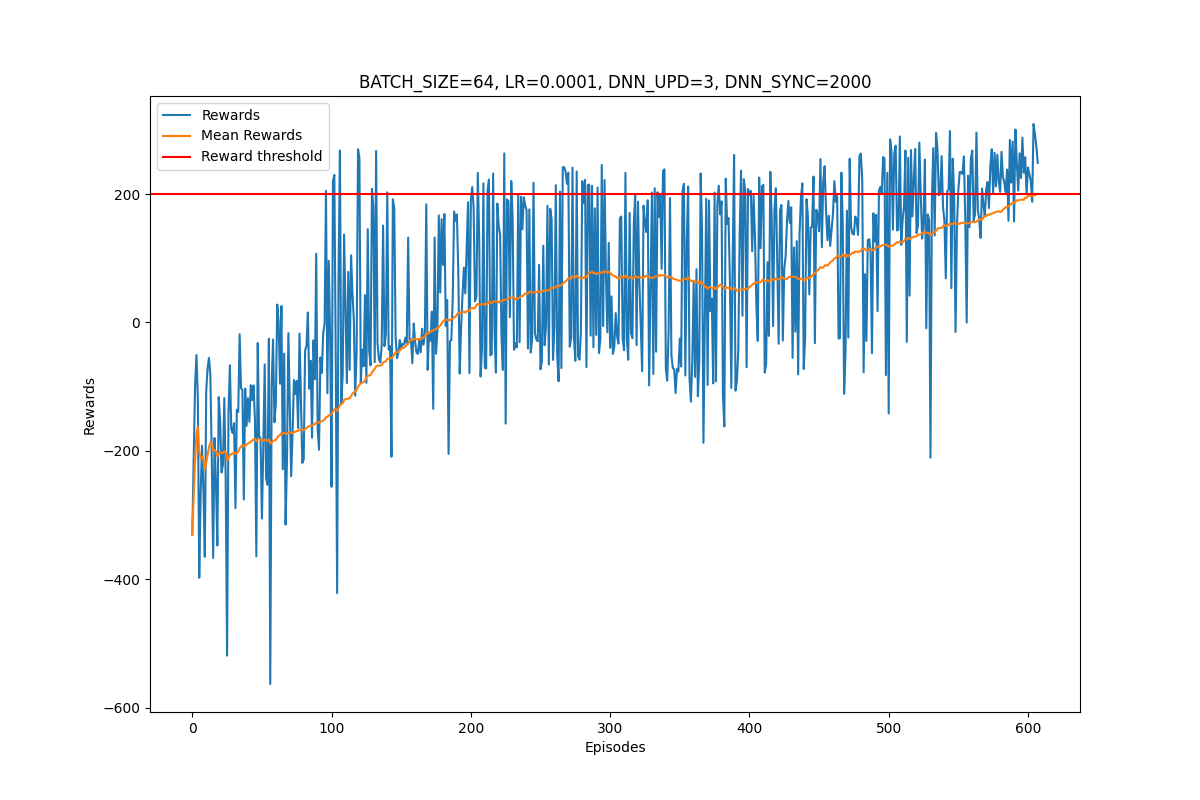 BATCH_SIZE=64, LR=0.0001, DNN_UPD=3, DNN_SYNC=2000
Rewards
Mean Rewards
Reward threshold
200
0
−200
−400
−600
Rewards
0
100
200
300
400
500
600
Episodes